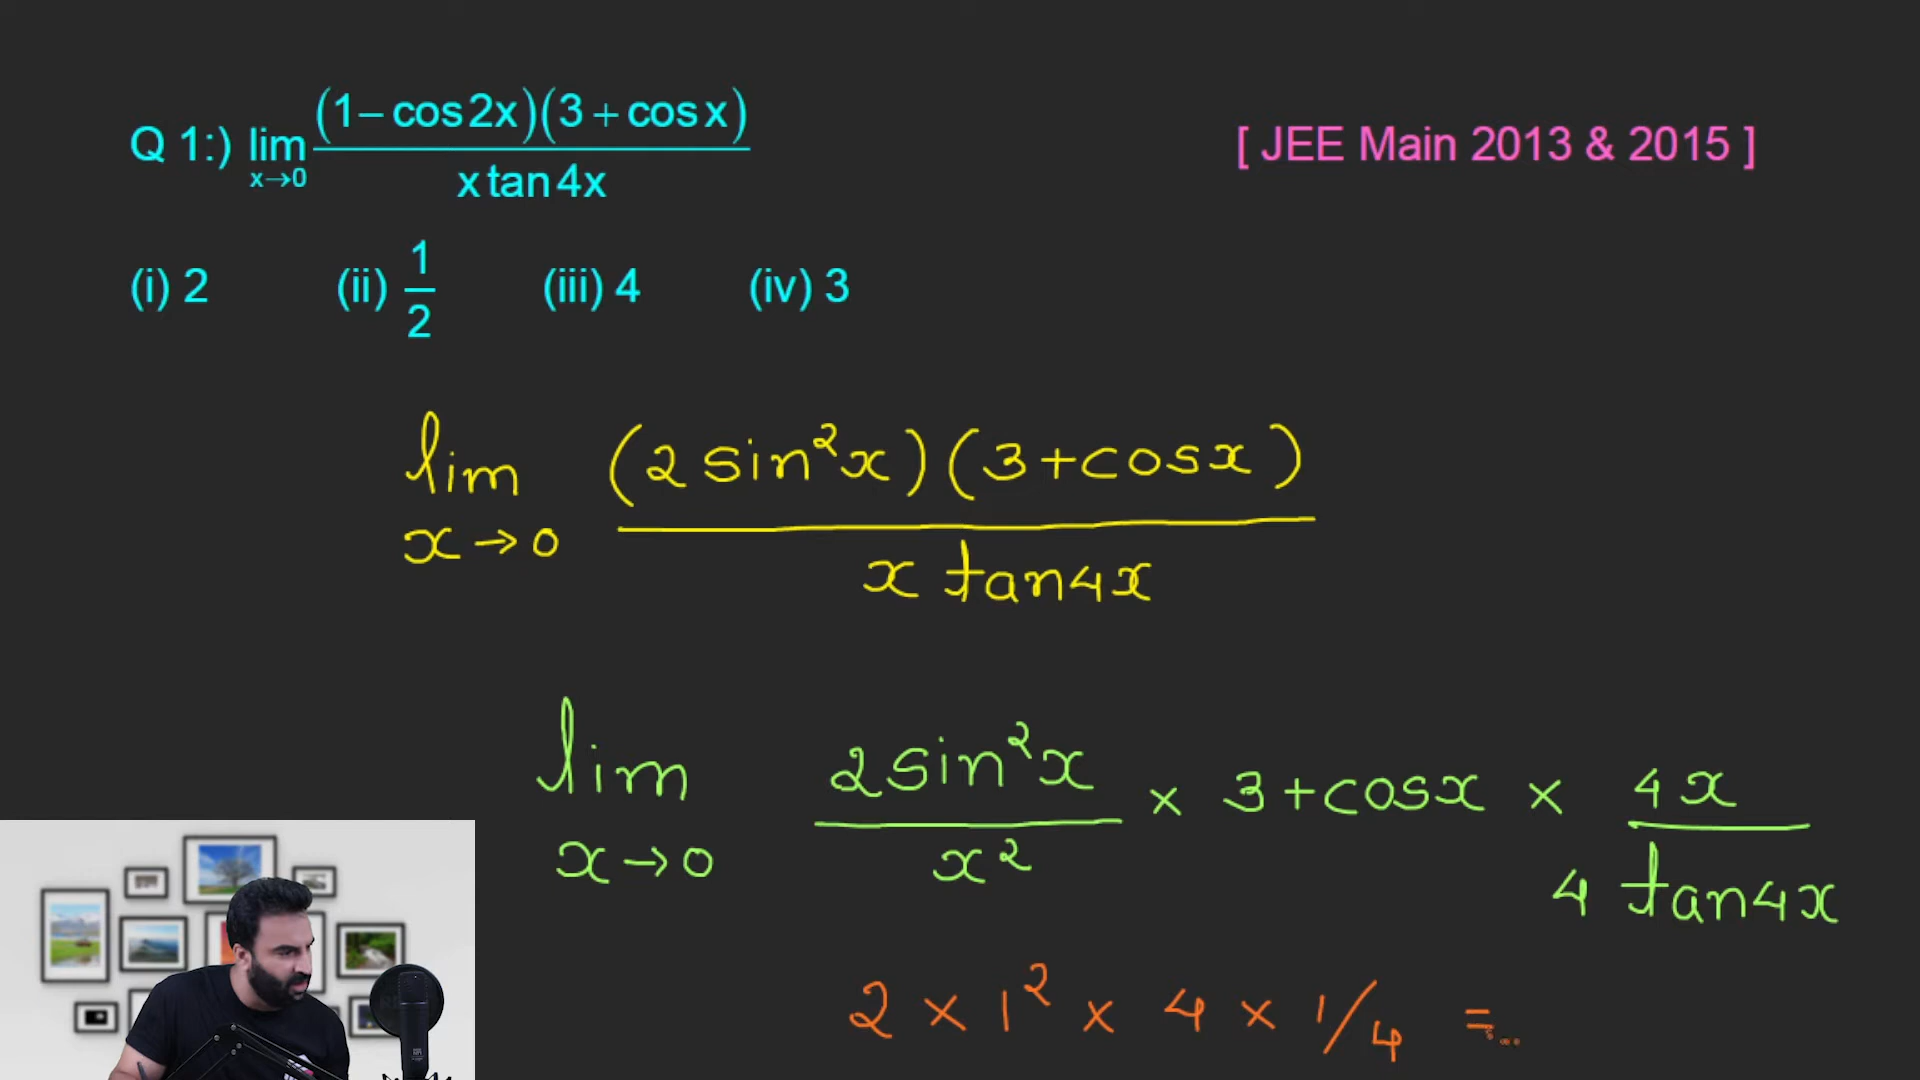 Q 1:) lim x→0 (1 – cos 2x)(3 + cos x) / x tan 4x
[ JEE Main 2013 & 2015 ]
(i) 2 (ii) 1/2 (iii) 4 (iv) 3
lim x→0 (2 sin²x)(3+cosx) / x tan4x
lim x→0 2sin²x / x² × 3+cosx × 4x / 4 tan4x
2 × 1² × 4 × 1/4 =